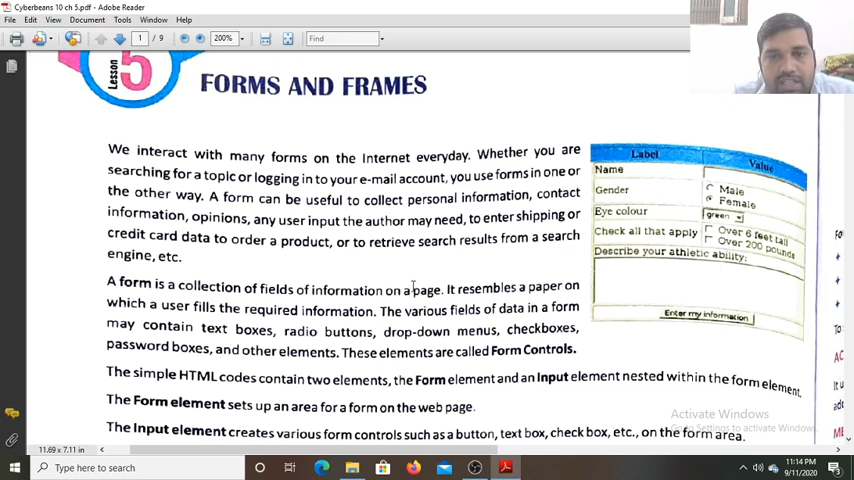 Cyberbeans 10 ch 5.pdf - Adobe Reader
File Edit View Document Tools Window Help
1 / 9 200% Find
Lesson 5
FORMS AND FRAMES
We interact with many forms on the Internet everyday. Whether you are
searching for a topic or logging in to your e-mail account, you use forms in one or
the other way. A form can be useful to collect personal information, contact
information, opinions, any user input the author may need, to enter shipping or
credit card data to order a product, or to retrieve search results from a search
engine, etc.
Label Value
Name
Gender Male
Female
Eye colour green
Check all that apply Over 6 feet tall
Over 200 pounds
Describe your athletic ability:
Enter my information
A form is a collection of fields of information on a page. It resembles a paper on
which a user fills the required information. The various fields of data in a form
may contain text boxes, radio buttons, drop-down menus, checkboxes,
password boxes, and other elements. These elements are called Form Controls.
The simple HTML codes contain two elements, the Form element and an Input element nested within the form element.
The Form element sets up an area for a form on the web page.
The Input element creates various form controls such as a button, text box, check box, etc., on the form area.
To
AC
It u
ME
Activate Windows
Go to Settings to activate Windows.
11.69 x 7.11 in
Type here to search
11:14 PM
9/11/2020